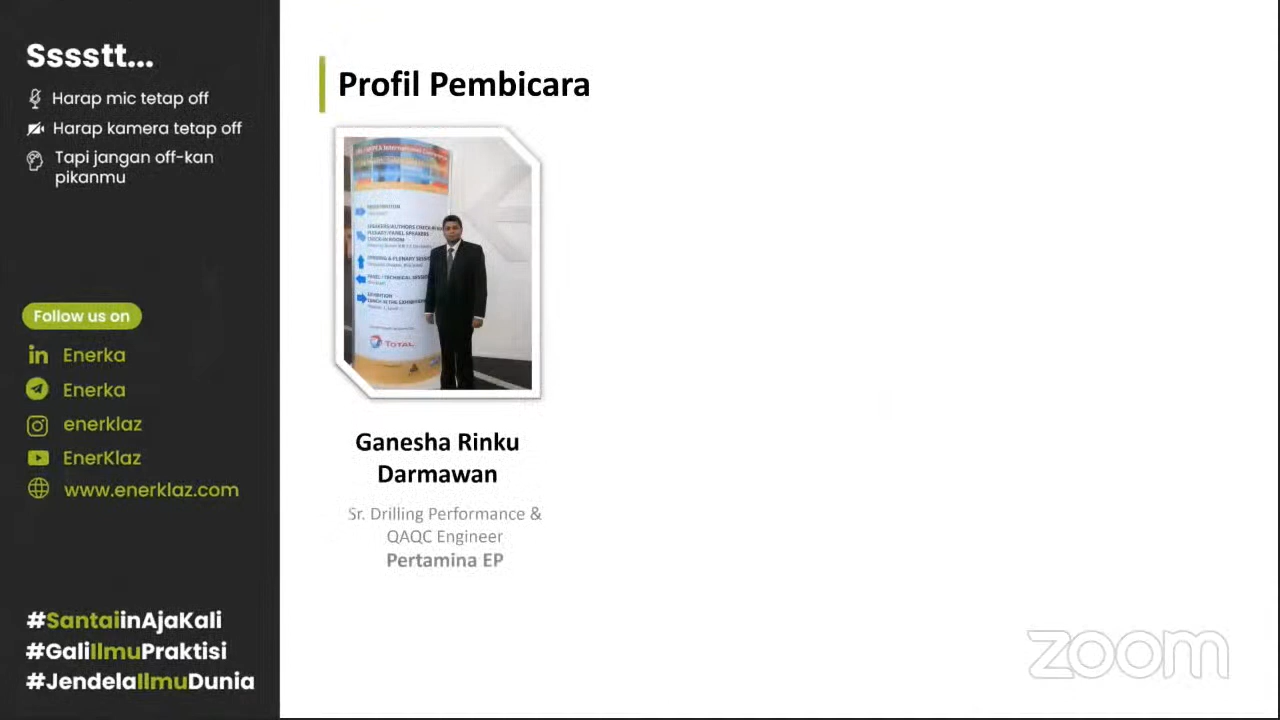 Sssstt...
Harap mic tetap off
Harap kamera tetap off
Tapi jangan off-kan
pikanmu
Follow us on
in Enerka
Enerka
enerklaz
EnerKlaz
www.enerklaz.com
#SantaiinAjaKali
#GaliIlmuPraktisi
#JendelaIlmuDunia
Profil Pembicara
TOTAL
Ganesha Rinku
Darmawan
Sr. Drilling Performance &
QAQC Engineer
Pertamina EP
zoom